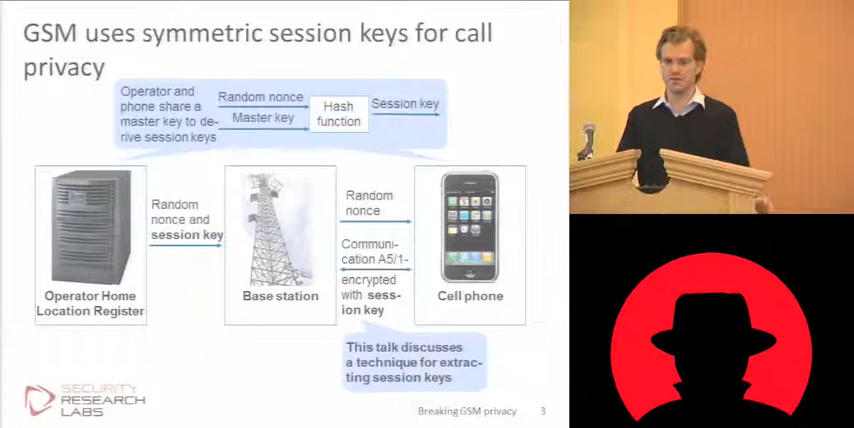 GSM uses symmetric session keys for call
privacy
Operator and
phone share a
master key to de-
rive session keys
Random nonce
Master key
Hash
function
Session key
Random
nonce and
session key
Random
nonce
Communi-
cation A5/1-
encrypted
with sess-
ion key
Operator Home
Location Register
Base station
Cell phone
This talk discusses
a technique for extrac-
ting session keys
SECURITY
RESEARCH
LABS
Breaking GSM privacy 3